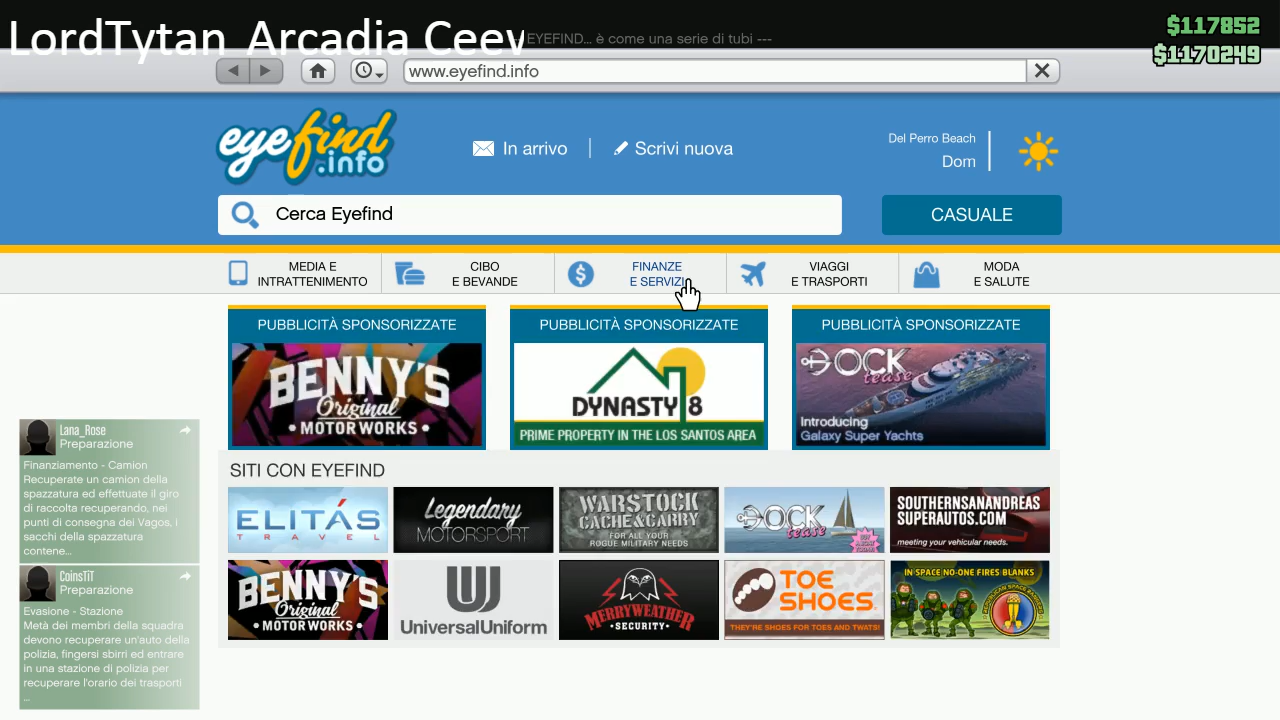 LordTytan Arcadia Ceev
EYEFIND... è come una serie di tubi ---
$117852
$1170249
www.eyefind.info
eyefind
.info
In arrivo
Scrivi nuova
Del Perro Beach
Dom
Cerca Eyefind
CASUALE
MEDIA E
INTRATTENIMENTO
CIBO
E BEVANDE
FINANZE
E SERVIZI
VIAGGI
E TRASPORTI
MODA
E SALUTE
PUBBLICITÀ SPONSORIZZATE
BENNY'S
Original
• MOTOR WORKS •
PUBBLICITÀ SPONSORIZZATE
DYNASTY 8
PRIME PROPERTY IN THE LOS SANTOS AREA
PUBBLICITÀ SPONSORIZZATE
DOCK
tease
Introducing
Galaxy Super Yachts
Lana_Rose
Preparazione
Finanziamento - Camion
Recuperate un camion della
spazzatura ed effettuate il giro
di raccolta recuperando, nei
punti di consegna dei Vagos, i
sacchi della spazzatura
contene...
CoinsTiT
Preparazione
Evasione - Stazione
Metà dei membri della squadra
devono recuperare un'auto della
polizia, fingersi sbirri ed entrare
in una stazione di polizia per
recuperare l'orario dei trasporti
...
SITI CON EYEFIND
ELITÁS
TRAVEL
Legendary
MOTORSPORT
WARSTOCK
CACHE & CARRY
FOR ALL YOUR
ROGUE MILITARY NEEDS
DOCK
tease
SOUTHERNSANANDREAS
SUPERAUTOS.COM
meeting your vehicular needs.
BENNY'S
Original
• MOTOR WORKS •
UniversalUniform
MERRYWEATHER
• SECURITY •
TOE
SHOES
THEY'RE SHOES FOR TOES AND TWATS!
IN SPACE NO-ONE FIRES BLANKS